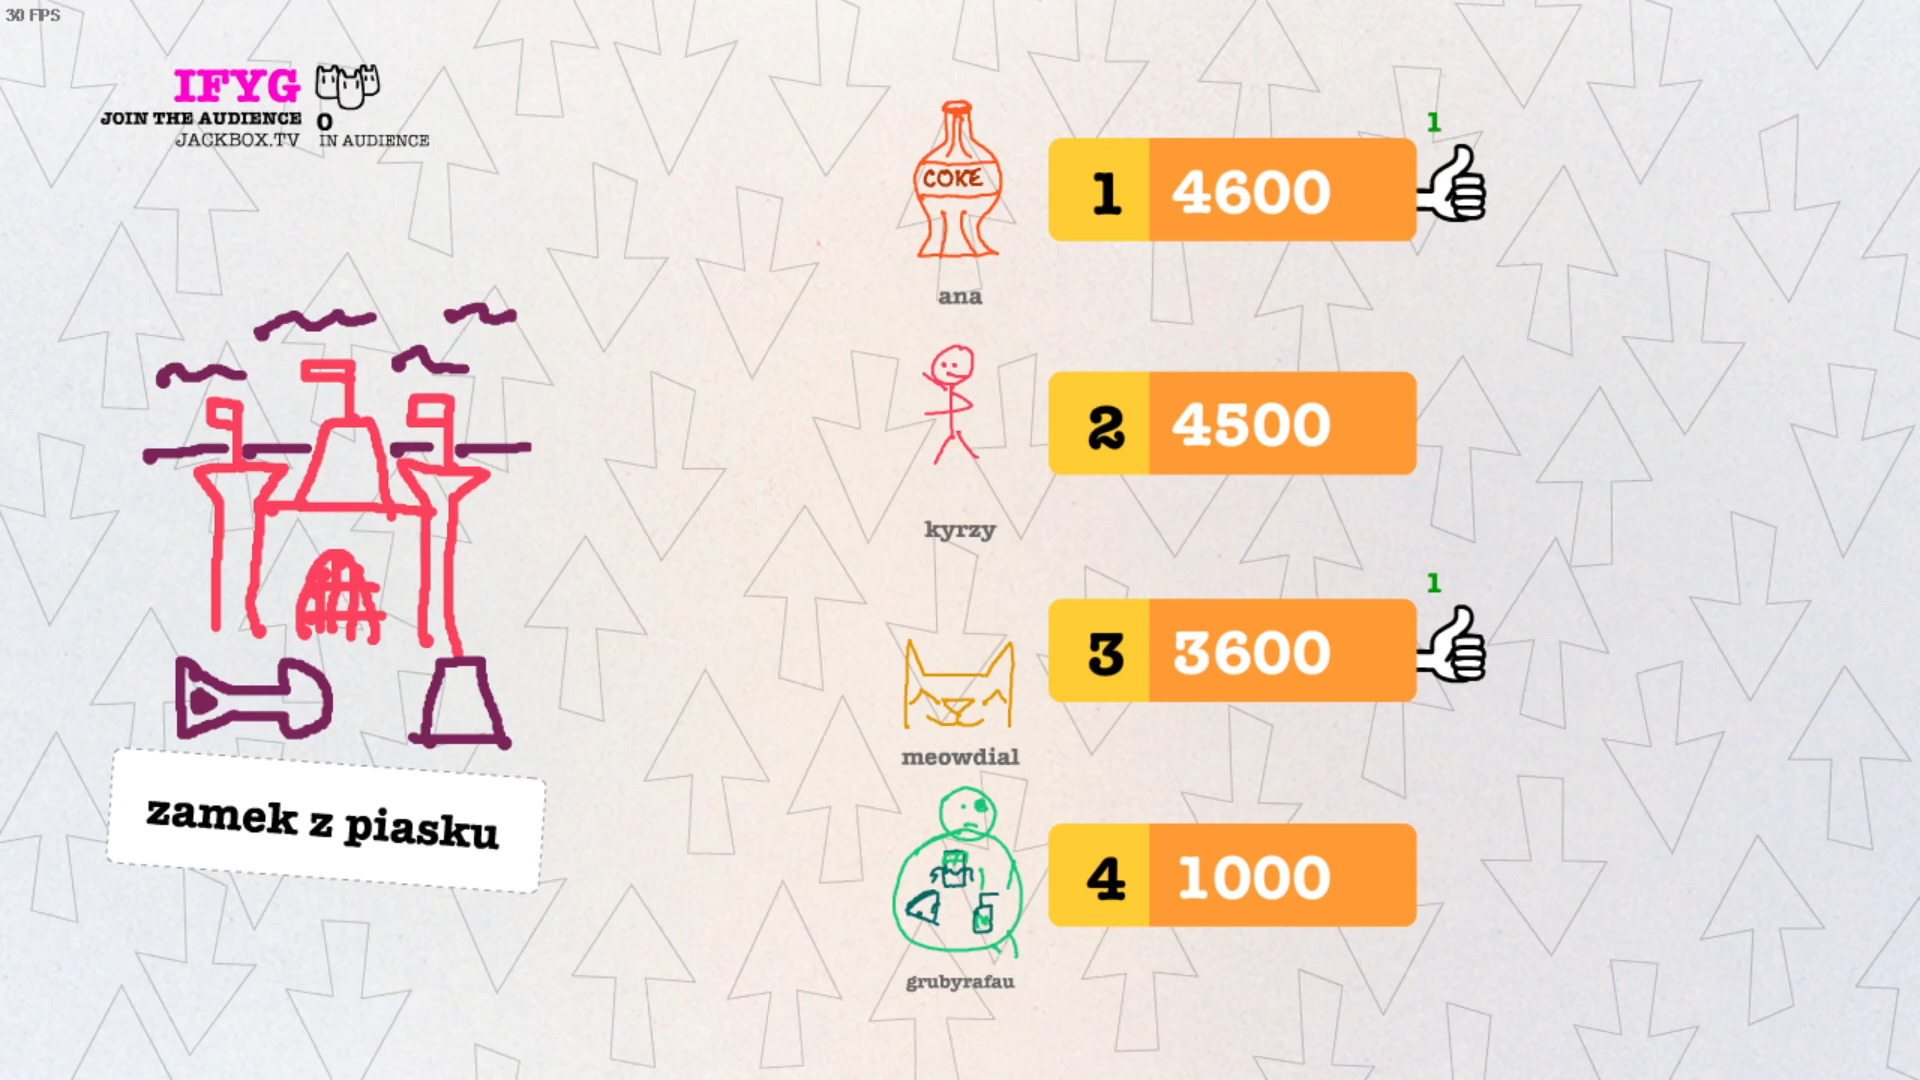 30 FPS
IFYG
JOIN THE AUDIENCE
JACKBOX.TV
0
IN AUDIENCE
zamek z piasku
COKE
ana
1 4600
1
kyrzy
2 4500
meowdial
3 3600
1
grubyrafau
4 1000